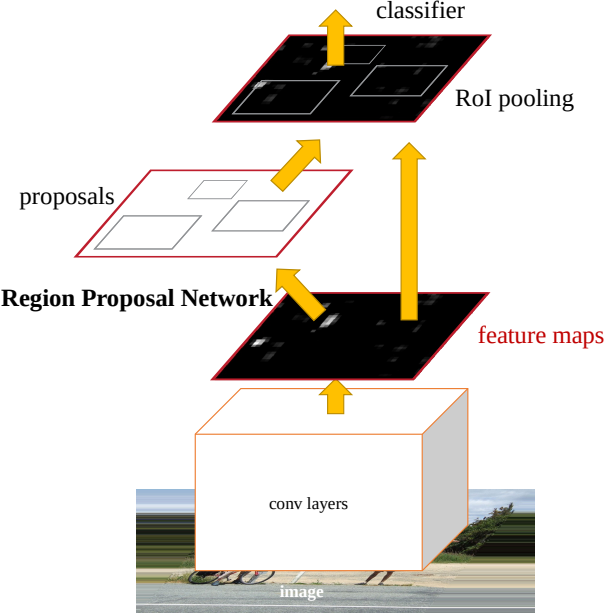 classifier
RoI pooling
proposals
Region Proposal Network
feature maps
conv layers
image